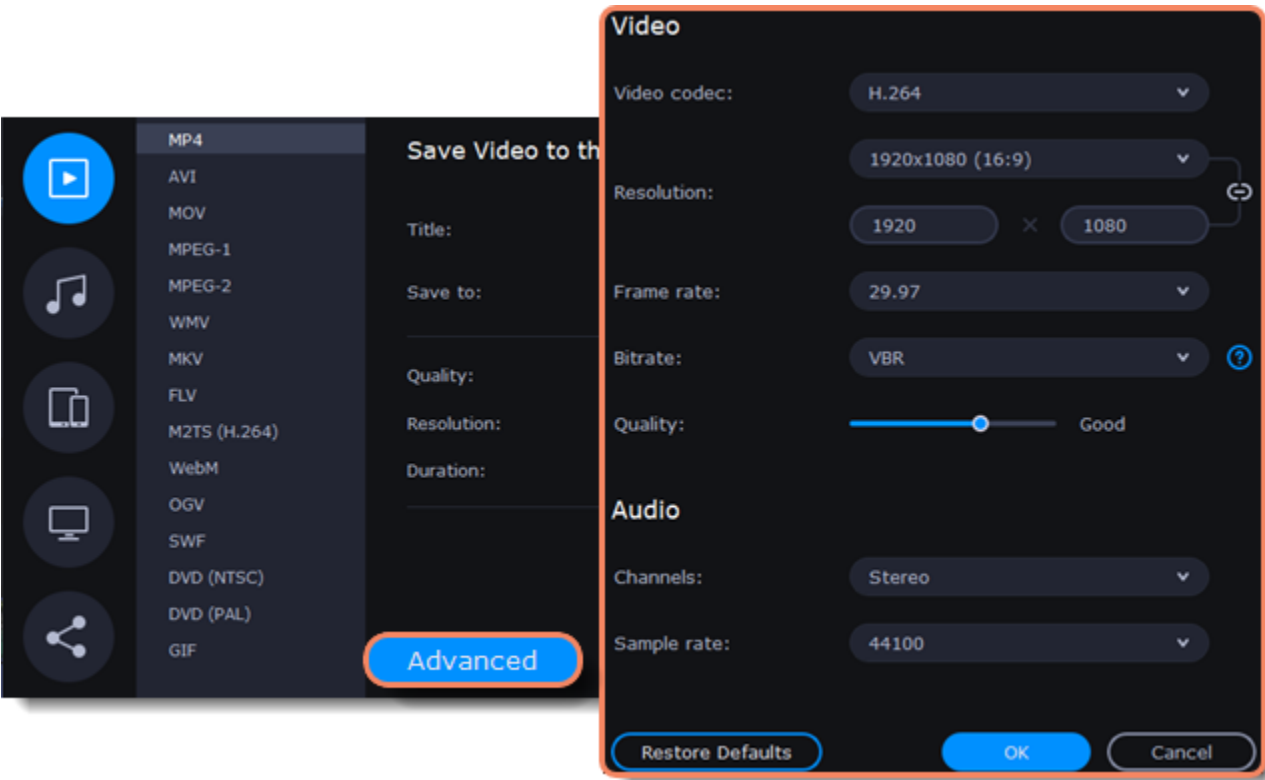 MP4
AVI
MOV
MPEG-1
MPEG-2
WMV
MKV
FLV
M2TS (H.264)
WebM
OGV
SWF
DVD (NTSC)
DVD (PAL)
GIF
Save Video to th
Title:
Save to:
Quality:
Resolution:
Duration:
Advanced
Video
Video codec: H.264
1920x1080 (16:9)
Resolution:
1920 × 1080
Frame rate: 29.97
Bitrate: VBR ?
Quality: Good
Audio
Channels: Stereo
Sample rate: 44100
Restore Defaults OK Cancel